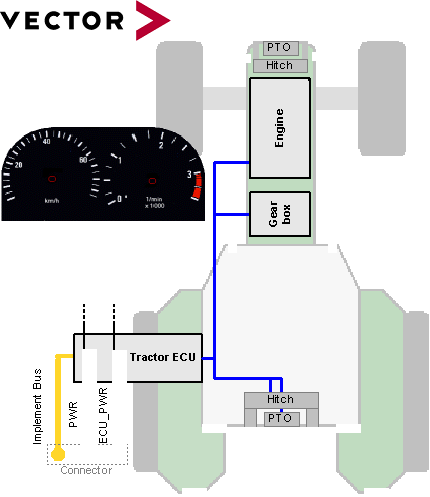 VECTOR
PTO
Hitch
Engine
20
40
60
km/h
0
1
2
3
1/min
x 1000
Gear
box
Tractor ECU
Implement Bus
PWR
ECU_PWR
Hitch
PTO
Connector